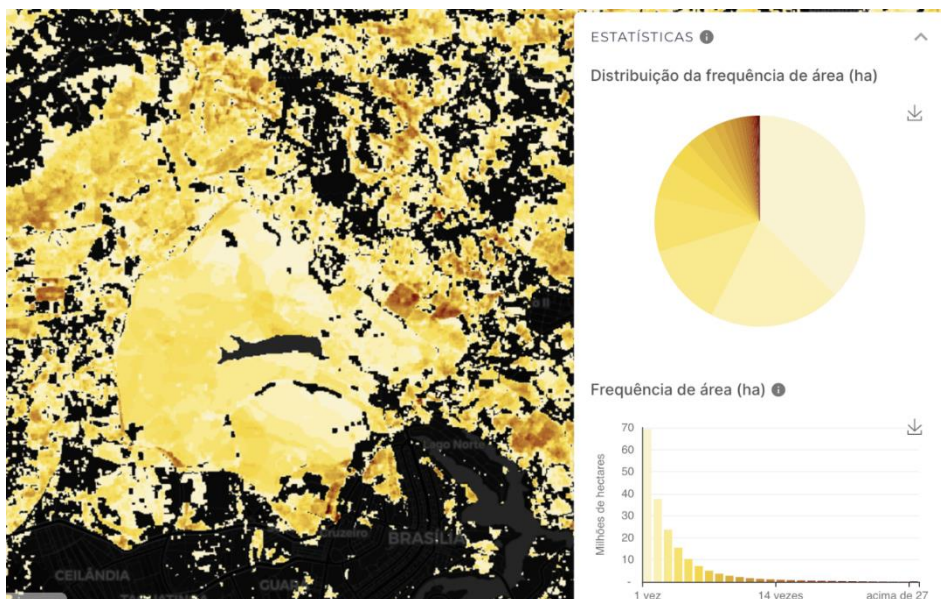 ESTATÍSTICAS
Distribuição da frequência de área (ha)
Lago Norte
Cruzeiro
BRASÍLIA
CEILÂNDIA
GUARÁ
Frequência de área (ha)
Milhões de hectares
70
60
50
40
30
20
10
-
1 vez
14 vezes
acima de 27